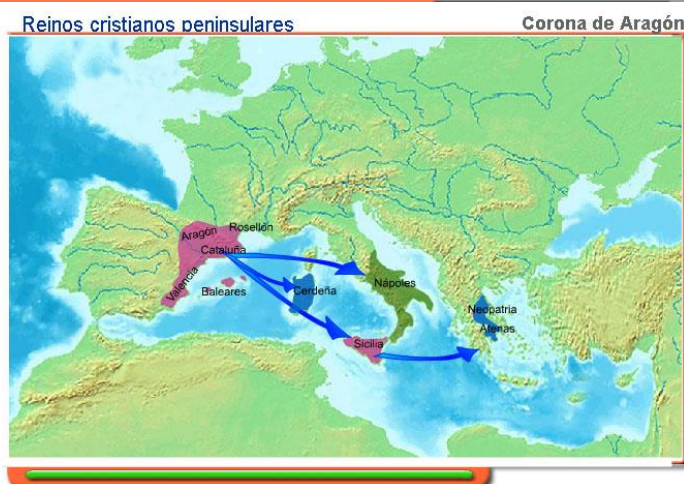 Reinos cristianos peninsulares
Corona de Aragón
Aragón
Rosellón
Cataluña
Valencia
Baleares
Cerdeña
Nápoles
Sicilia
Neopatria
Atenas